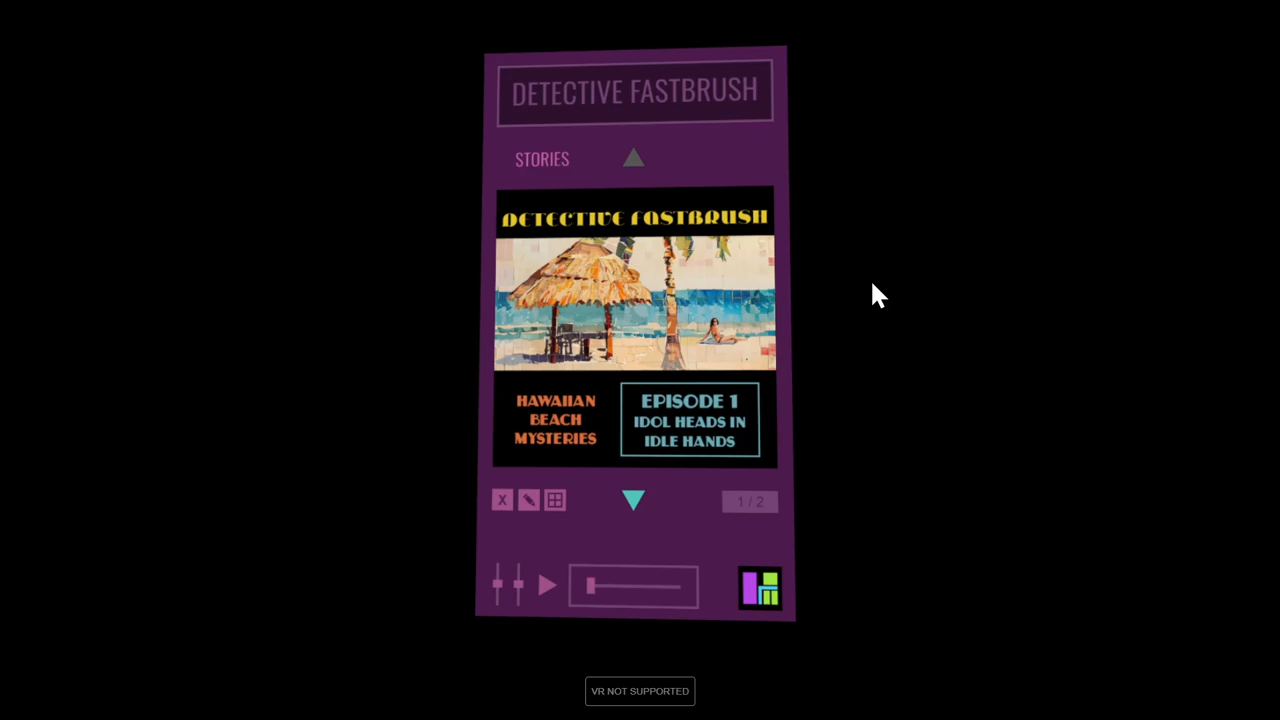 DETECTIVE FASTBRUSH
STORIES
DETECTIVE FASTBRUSH
HAWAIIAN
BEACH
MYSTERIES
EPISODE 1
IDOL HEADS IN
IDLE HANDS
X
1 / 2
VR NOT SUPPORTED